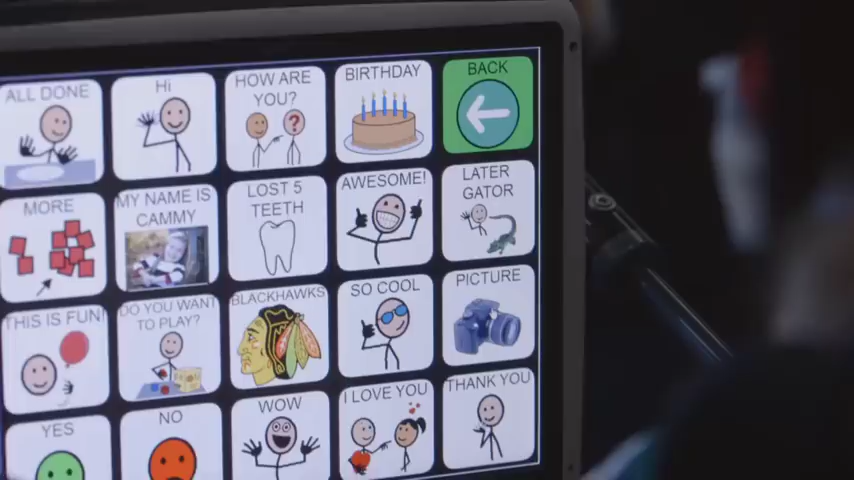 ALL DONE
Hi
HOW ARE
YOU?
?
BIRTHDAY
BACK
MORE
MY NAME IS
CAMMY
LOST 5
TEETH
AWESOME!
LATER
GATOR
THIS IS FUN!
DO YOU WANT
TO PLAY?
BLACKHAWKS
SO COOL
PICTURE
YES
NO
WOW
I LOVE YOU
THANK YOU